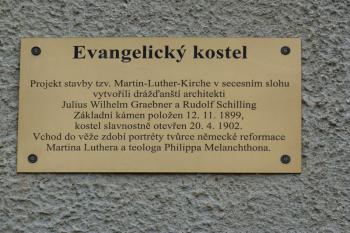 Evangelický kostel
Projekt stavby tzv. Martin-Luther-Kirche v secesním slohu
vytvořili drážďanští architekti
Julius Wilhelm Graebner a Rudolf Schilling
Základní kámen položen 12. 11. 1899,
kostel slavnostně otevřen 20. 4. 1902.
Vchod do věže zdobí portréty tvůrce německé reformace
Martina Luthera a teologa Philippa Melanchthona.